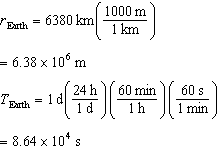 r_Earth = 6380 km(1000 m / 1 km)
= 6.38 × 10^6 m
T_Earth = 1 d(24 h / 1 d)(60 min / 1 h)(60 s / 1 min)
= 8.64 × 10^4 s